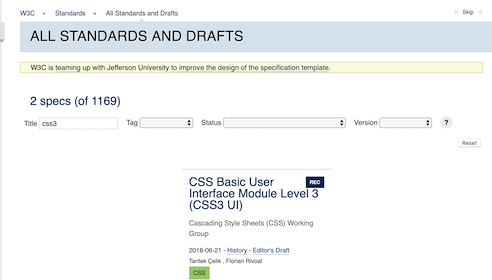 W3C » Standards » All Standards and Drafts
Skip
ALL STANDARDS AND DRAFTS
W3C is teaming up with Jefferson University to improve the design of the specification template.
2 specs (of 1169)
Title css3 Tag Status Version ?
Reset
CSS Basic User REC
Interface Module Level 3
(CSS3 UI)
Cascading Style Sheets (CSS) Working
Group
2018-06-21 - History - Editor's Draft
Tantek Çelik , Florian Rivoal
CSS